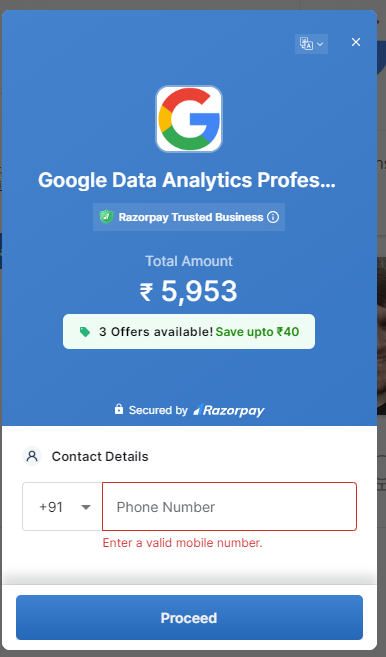 Google Data Analytics Profes...
Razorpay Trusted Business
Total Amount
₹ 5,953
3 Offers available! Save upto ₹40
Secured by Razorpay
Contact Details
+91 Phone Number
Enter a valid mobile number.
Proceed